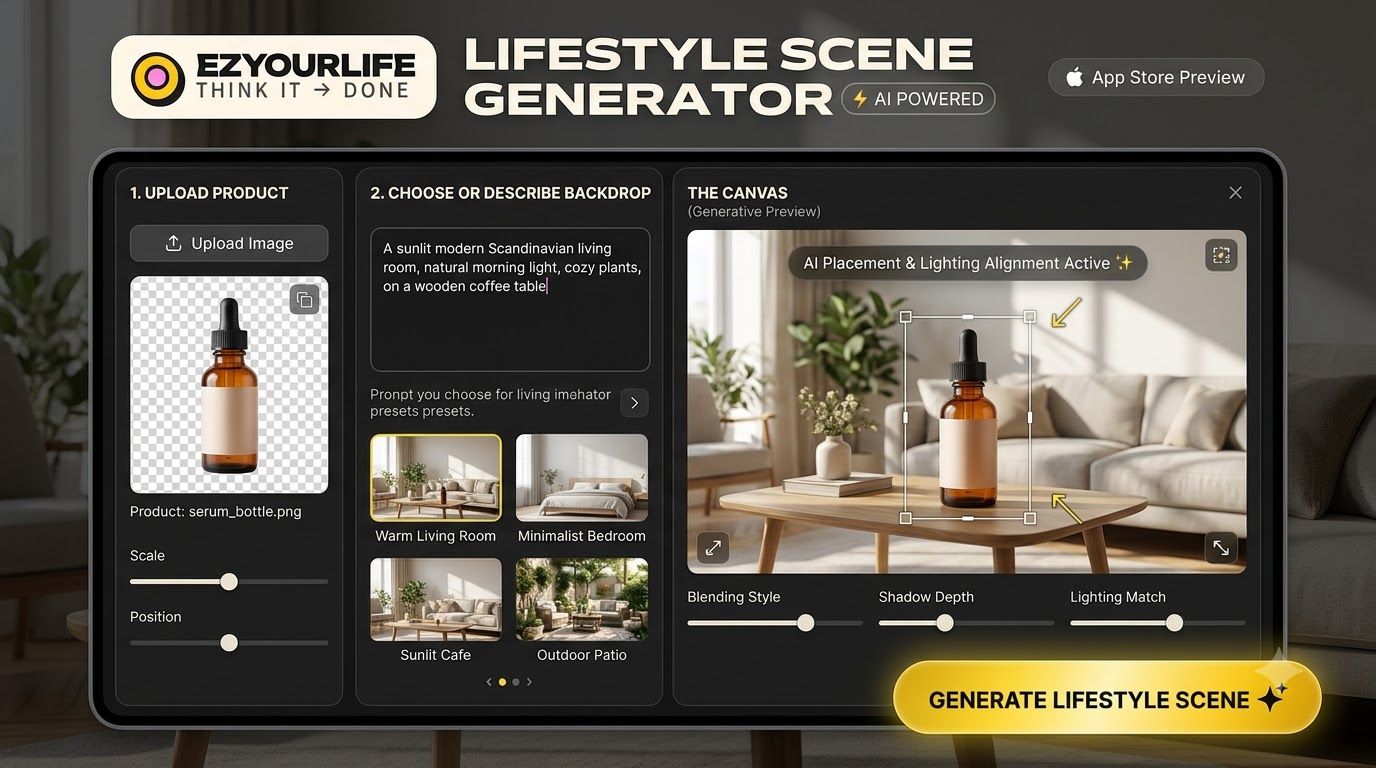 EZYOURLIFE
THINK IT → DONE
LIFESTYLE SCENE
GENERATOR
AI POWERED
App Store Preview
1. UPLOAD PRODUCT
Upload Image
Product: serum_bottle.png
Scale
Position
2. CHOOSE OR DESCRIBE BACKDROP
A sunlit modern Scandinavian living
room, natural morning light, cozy plants,
on a wooden coffee table
Pronpt you choose for living imehator
presets presets.
Warm Living Room
Minimalist Bedroom
Sunlit Cafe
Outdoor Patio
THE CANVAS
(Generative Preview)
AI Placement & Lighting Alignment Active ✨
Blending Style
Shadow Depth
Lighting Match
GENERATE LIFESTYLE SCENE